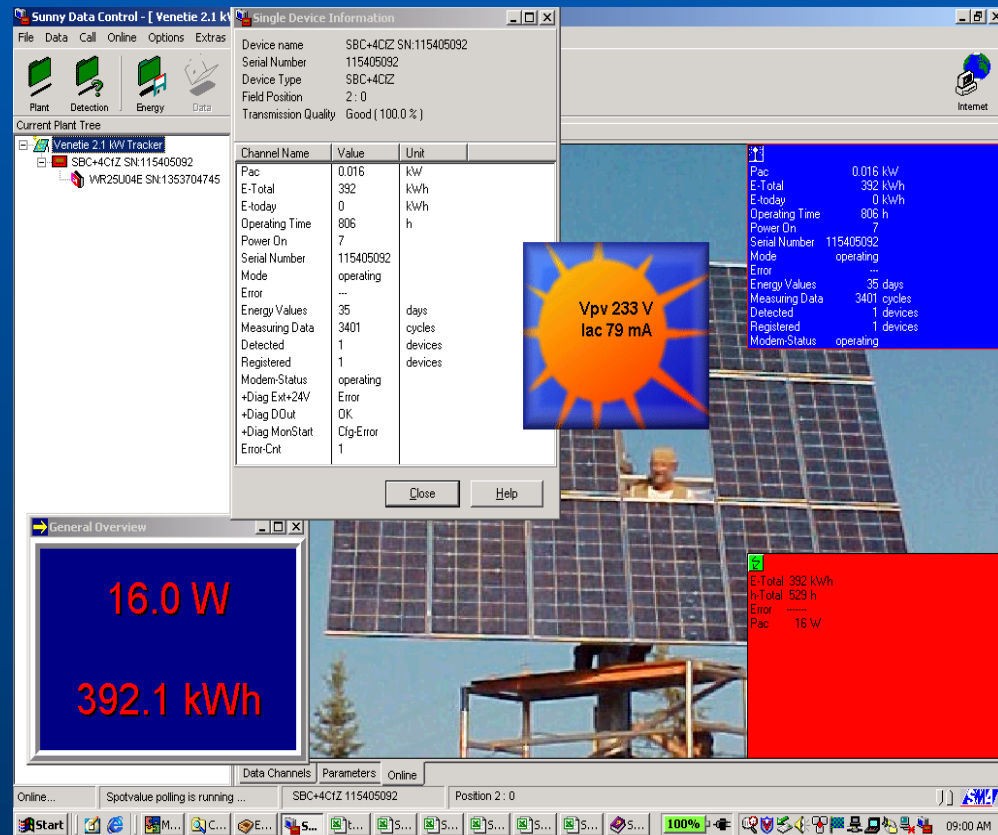 Sunny Data Control - [ Venetie 2.1 k
Single Device Information
File Data Call Online Options Extras
Plant Detection Energy Data
Internet
Current Plant Tree
Venetie 2.1 kW Tracker
SBC+4CfZ SN:115405092
WR25U04E SN:1353704745
Device name SBC+4CfZ SN:115405092
Serial Number 115405092
Device Type SBC+4CfZ
Field Position 2 : 0
Transmission Quality Good ( 100.0 % )
Channel Name Value Unit
Pac 0.016 kW
E-Total 392 kWh
E-today 0 kWh
Operating Time 806 h
Power On 7
Serial Number 115405092
Mode operating
Error ---
Energy Values 35 days
Measuring Data 3401 cycles
Detected 1 devices
Registered 1 devices
Modem-Status operating
+Diag Ext+24V Error
+Diag DOut OK
+Diag MonStart Cfg-Error
Error-Cnt 1
Close Help
Vpv 233 V
Iac 79 mA
Pac 0.016 kW
E-Total 392 kWh
E-today 0 kWh
Operating Time 806 h
Power On 7
Serial Number 115405092
Mode operating
Error ---
Energy Values 35 days
Measuring Data 3401 cycles
Detected 1 devices
Registered 1 devices
Modem-Status operating
General Overview
16.0 W
392.1 kWh
E-Total 392 kWh
h-Total 529 h
Error ------
Pac 16 W
Data Channels Parameters Online
Online... Spotvalue polling is running ... SBC+4CfZ 115405092 Position 2 : 0
SMA
Start M... C... E... S... t... S... S... S... S... S... S... 100% 09:00 AM